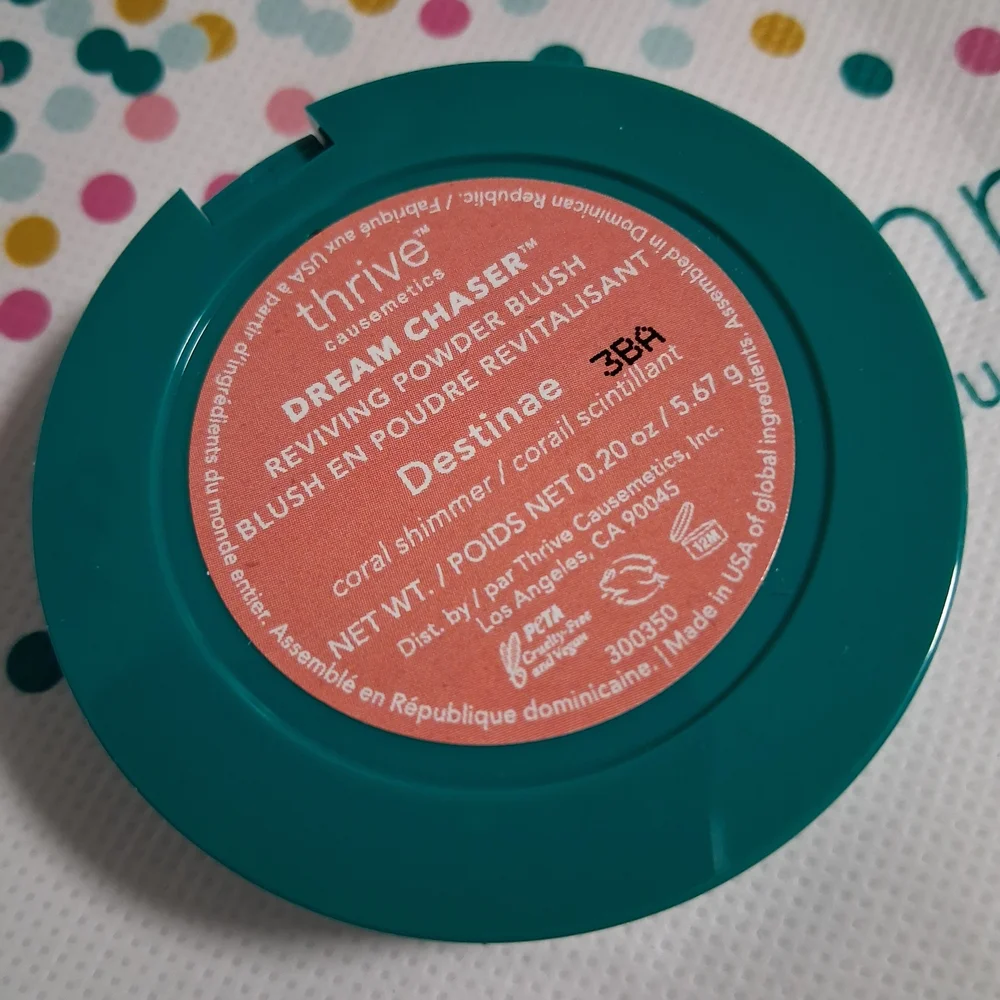 thrive™
causemetics
DREAM CHASER™
REVIVING POWDER BLUSH
BLUSH EN POUDRE REVITALISANT
Destinae
3BA
coral shimmer / corail scintillant
NET WT. / POIDS NET 0.20 oz / 5.67 g
Dist. by / par Thrive Causemetics, Inc.
Los Angeles, CA 90045
PETA
Cruelty-Free
and Vegan
12M
300350
Made in USA of global ingredients. Assembled in Dominican Republic. / Fabriqué aux USA à partir d'ingrédients du monde entier. Assemblé en République dominicaine. |